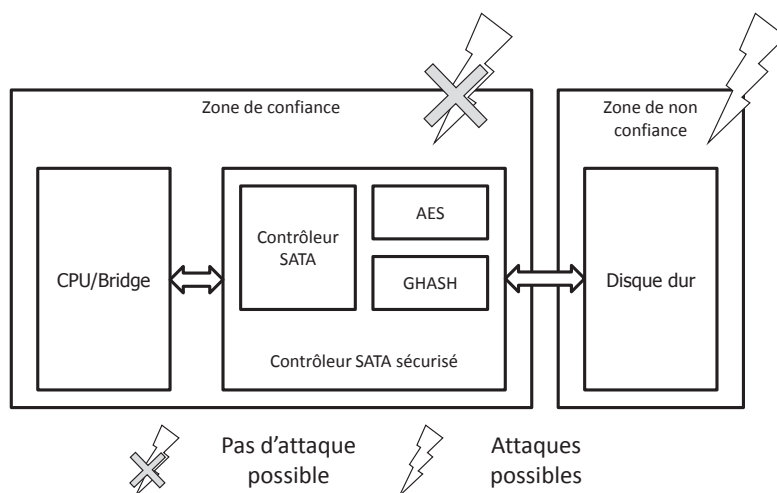 Zone de confiance
Zone de non
confiance
CPU/Bridge
Contrôleur
SATA
AES
GHASH
Contrôleur SATA sécurisé
Disque dur
Pas d'attaque
possible
Attaques
possibles